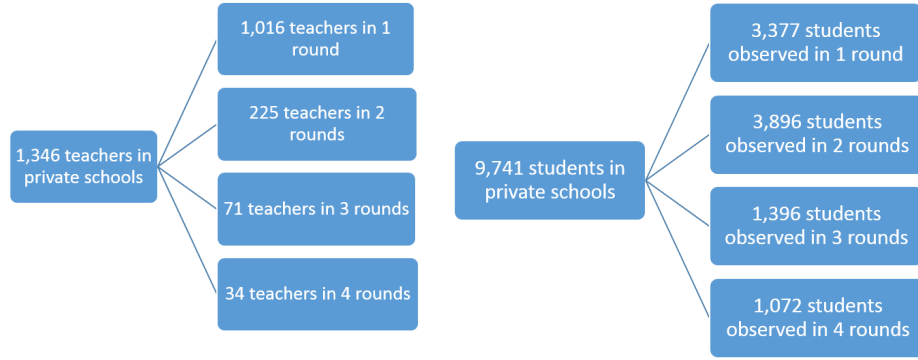 1,346 teachers in
private schools
1,016 teachers in 1
round
225 teachers in 2
rounds
71 teachers in 3 rounds
34 teachers in 4 rounds
9,741 students in
private schools
3,377 students
observed in 1 round
3,896 students
observed in 2 rounds
1,396 students
observed in 3 rounds
1,072 students
observed in 4 rounds